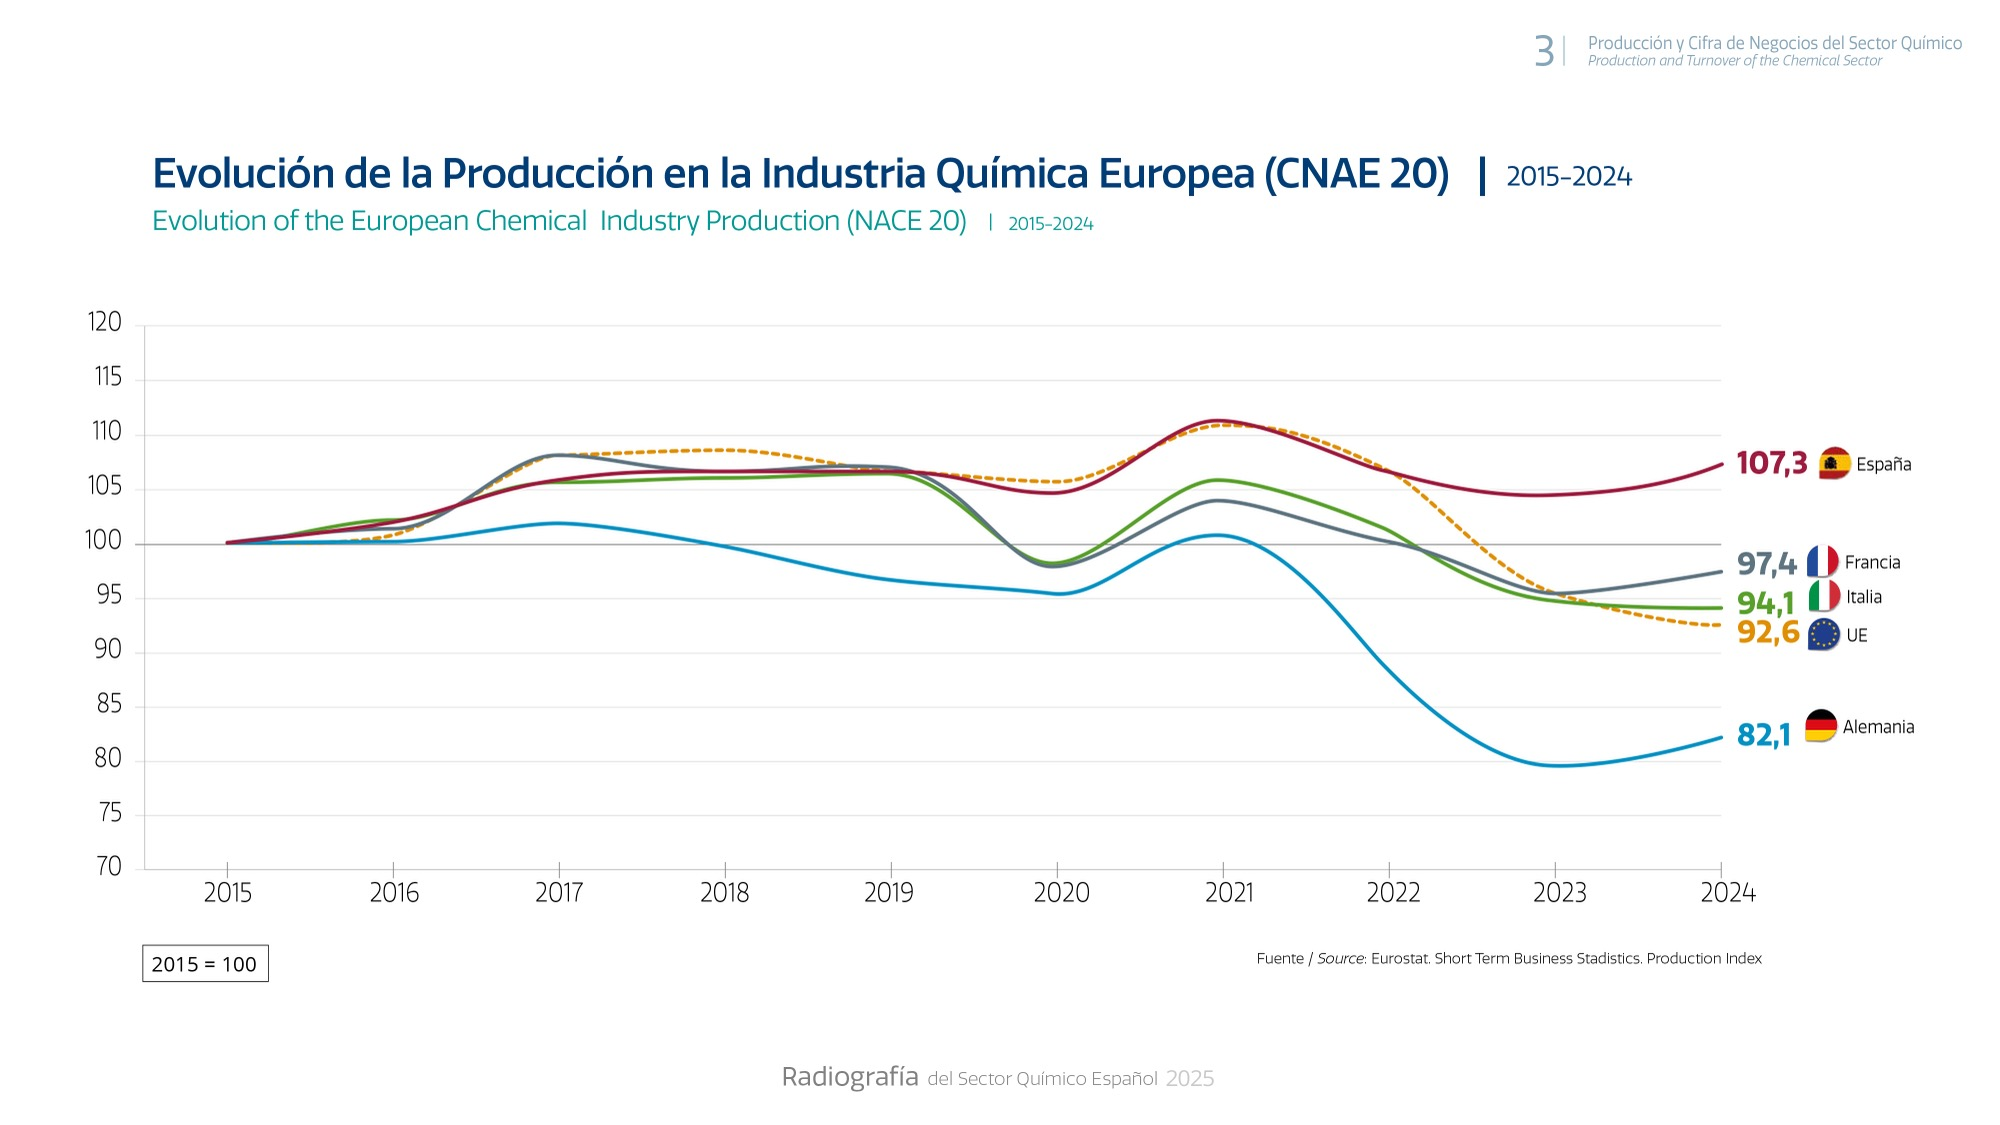 3 | Producción y Cifra de Negocios del Sector Químico
Production and Turnover of the Chemical Sector
Evolución de la Producción en la Industria Química Europea (CNAE 20) | 2015-2024
Evolution of the European Chemical Industry Production (NACE 20) | 2015-2024
120
115
110
105
100
95
90
85
80
75
70
107,3 España
97,4 Francia
94,1 Italia
92,6 UE
82,1 Alemania
2015 2016 2017 2018 2019 2020 2021 2022 2023 2024
2015 = 100
Fuente / Source: Eurostat. Short Term Business Stadistics. Production Index
Radiografía del Sector Químico Español 2025